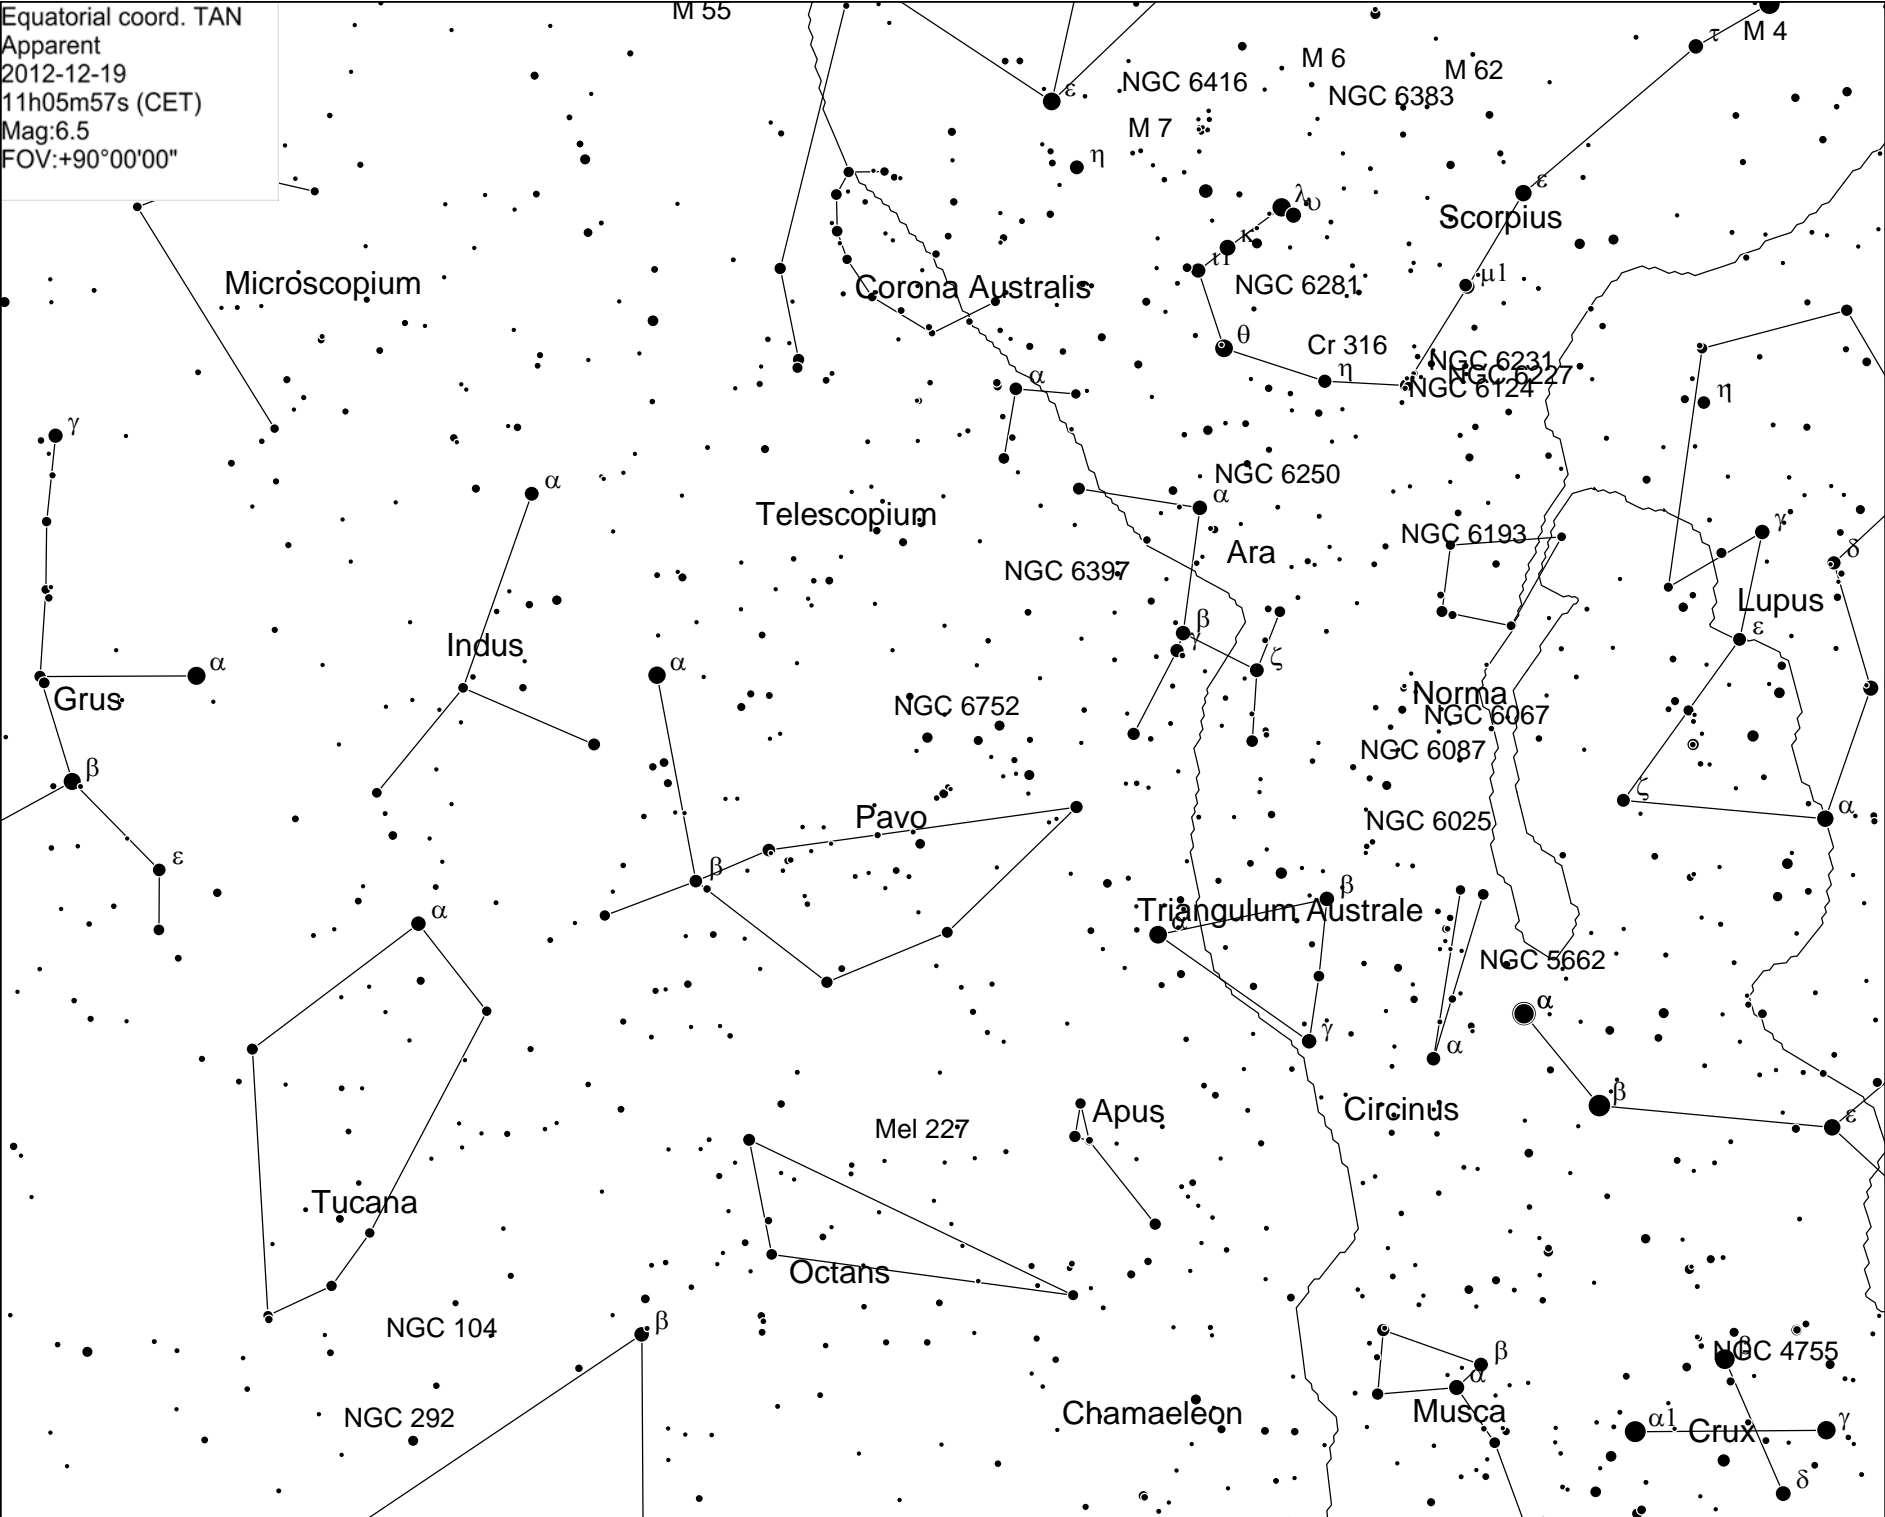 Equatorial coord. TAN
Apparent
2012-12-19
11h05m57s (CET)
Mag:6.5
FOV:+90°00'00"
M 55
τ
M 4
M 6
M 62
ε
NGC 6416
NGC 6383
M 7
η
ε
λ
υ
Scorpius
κ
ι1
μ1
Microscopium
Corona Australis
NGC 6281
θ
Cr 316
NGC 6231
NGC 6227
η
NGC 6124
α
η
γ
NGC 6250
α
α
Telescopium
γ
NGC 6193
Ara
δ
NGC 6397
Lupus
β
ε
γ
Indus
α
α
ζ
Grus
NGC 6752
Norma
NGC 6067
NGC 6087
β
ζ
α
Pavo
NGC 6025
ε
β
β
α
Triangulum Australe
α
NGC 5662
α
γ
α
β
Apus
Circinus
ε
Mel 227
Tucana
Octans
β
NGC 104
β
β
NGC 4755
α
NGC 292
Chamaeleon
Musca
α1
Crux
γ
δ